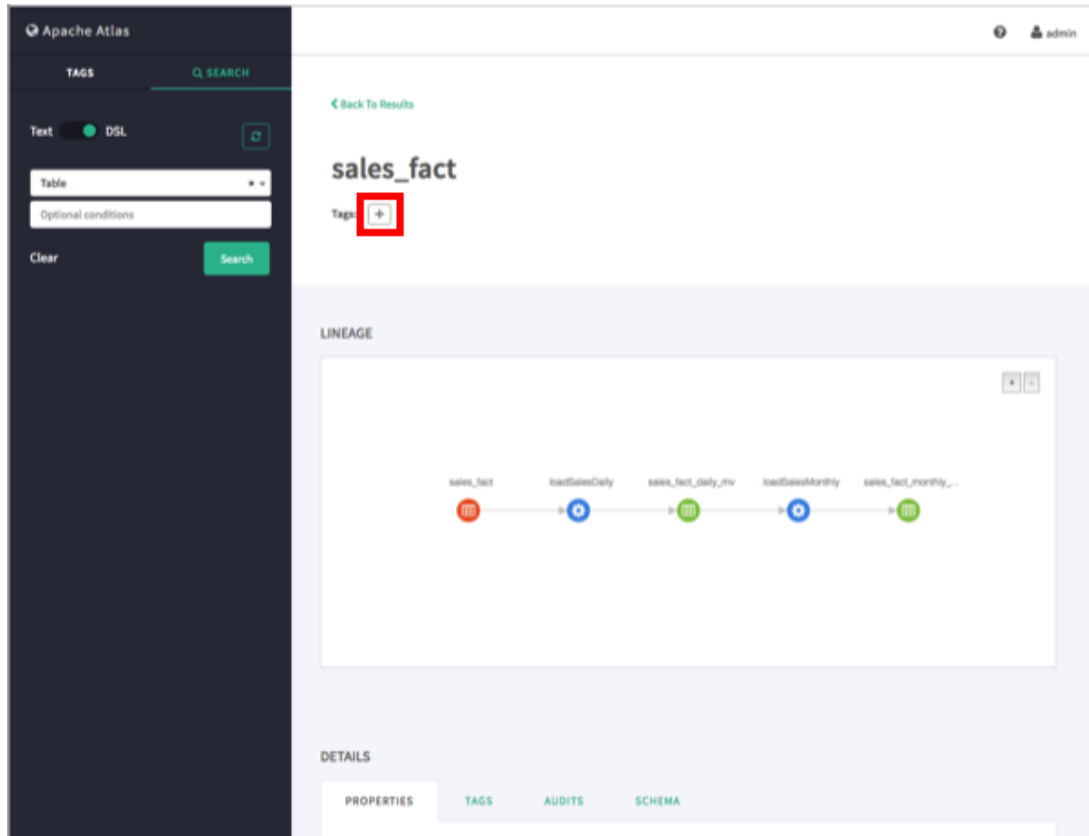 Apache Atlas
admin
TAGS
SEARCH
Back To Results
Text DSL
sales_fact
Table
Tags: +
Optional conditions
Clear
Search
LINEAGE
+ -
sales_fact loadSalesDaily sales_fact_daily_mv loadSalesMonthly sales_fact_monthly_...
DETAILS
PROPERTIES TAGS AUDITS SCHEMA